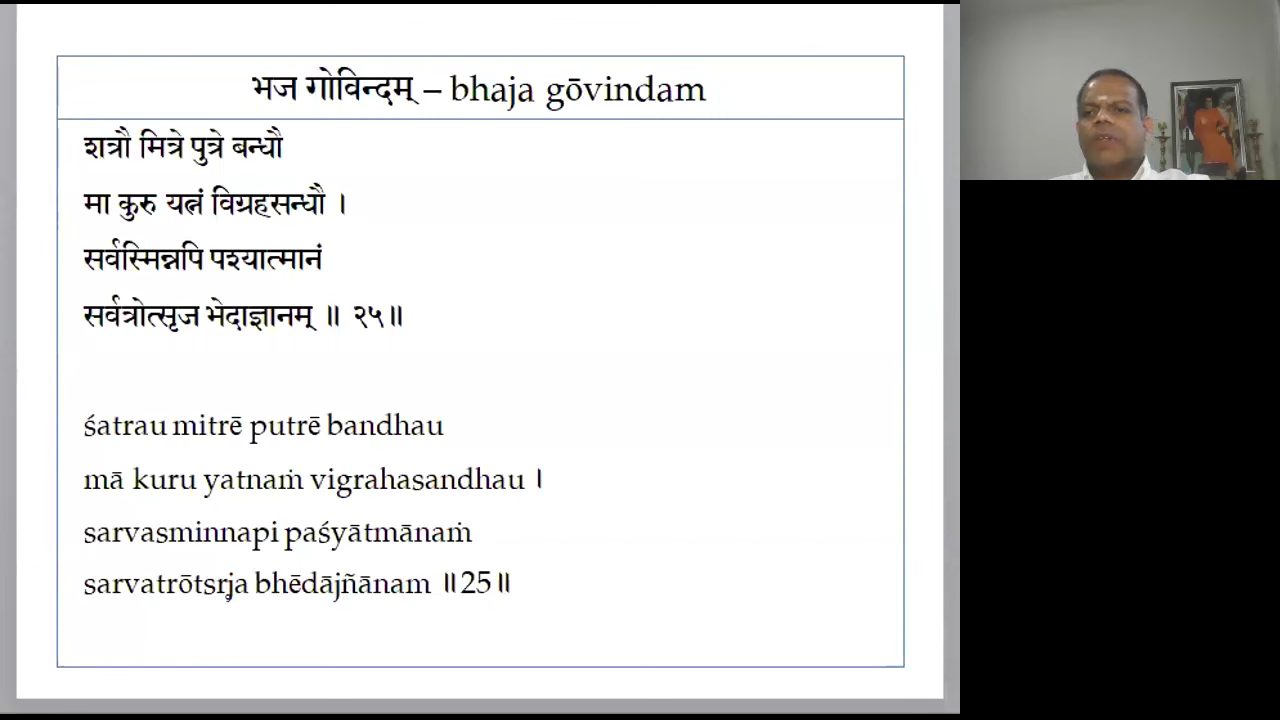 भज गोविन्दम् – bhaja gōvindam
शत्रौ मित्रे पुत्रे बन्धौ
मा कुरु यत्नं विग्रहसन्धौ ।
सर्वस्मिन्नपि पश्यात्मानं
सर्वत्रोत्सृज भेदाज्ञानम् ॥ २५॥
śatrau mitrē putrē bandhau
mā kuru yatnaṁ vigrahasandhau ।
sarvasminnapi paśyātmānaṁ
sarvatrōtsṛja bhēdājñānam ॥25॥